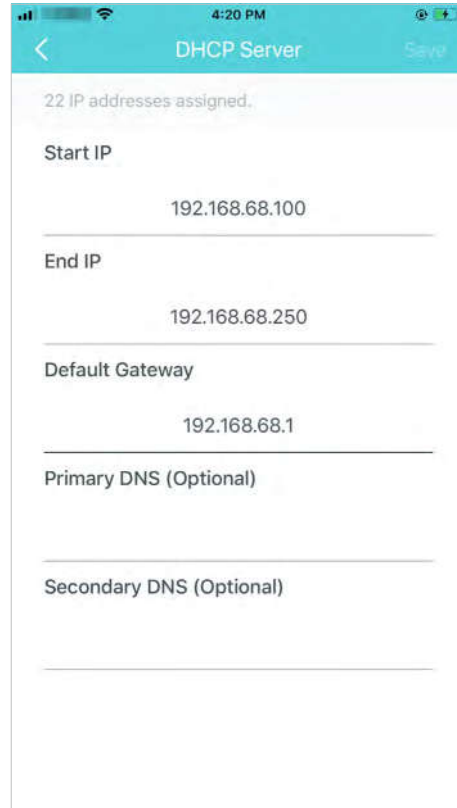 4:20 PM
DHCP Server
Save
22 IP addresses assigned.
Start IP
192.168.68.100
End IP
192.168.68.250
Default Gateway
192.168.68.1
Primary DNS (Optional)
Secondary DNS (Optional)